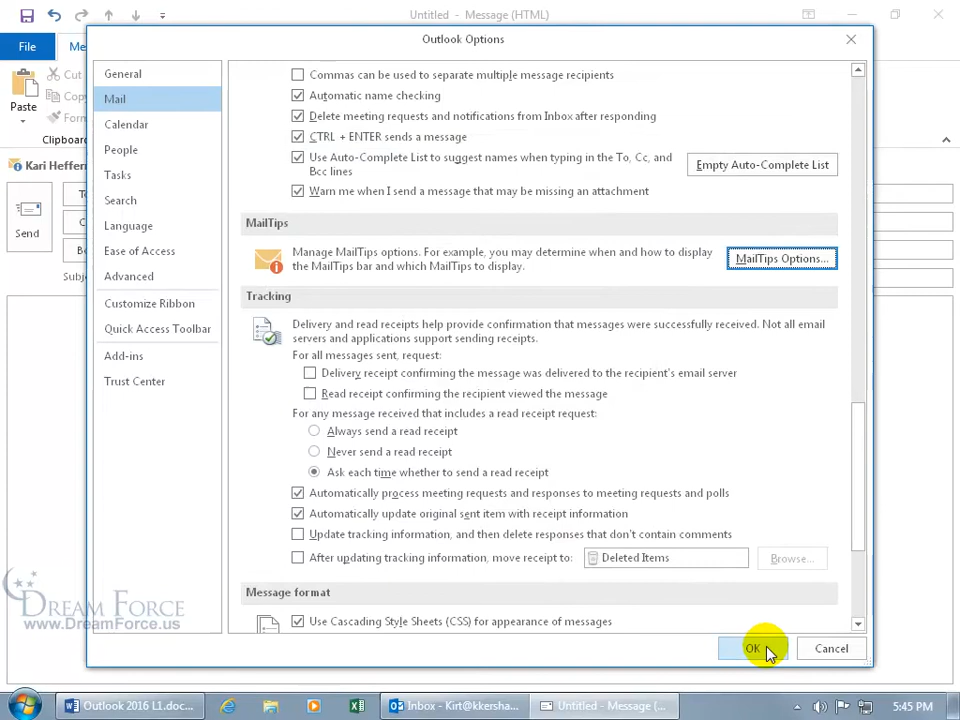 Untitled - Message (HTML)
File
Me
Cut
Copy
Form
Paste
Clipboard
Kari Heffern
Send
To
C
B
Subje
Outlook Options
General
Mail
Calendar
People
Tasks
Search
Language
Ease of Access
Advanced
Customize Ribbon
Quick Access Toolbar
Add-ins
Trust Center
Commas can be used to separate multiple message recipients
Automatic name checking
Delete meeting requests and notifications from Inbox after responding
CTRL + ENTER sends a message
Use Auto-Complete List to suggest names when typing in the To, Cc, and
Bcc lines
Empty Auto-Complete List
Warn me when I send a message that may be missing an attachment
MailTips
Manage MailTips options. For example, you may determine when and how to display
the MailTips bar and which MailTips to display.
MailTips Options...
Tracking
Delivery and read receipts help provide confirmation that messages were successfully received. Not all email
servers and applications support sending receipts.
For all messages sent, request:
Delivery receipt confirming the message was delivered to the recipient's email server
Read receipt confirming the recipient viewed the message
For any message received that includes a read receipt request:
Always send a read receipt
Never send a read receipt
Ask each time whether to send a read receipt
Automatically process meeting requests and responses to meeting requests and polls
Automatically update original sent item with receipt information
Update tracking information, and then delete responses that don't contain comments
After updating tracking information, move receipt to:
Deleted Items
Browse...
Message format
Use Cascading Style Sheets (CSS) for appearance of messages
OK
Cancel
DREAM FORCE
www.DreamForce.us
Outlook 2016 L1.doc...
Inbox - Kirt@kkersha...
Untitled - Message (...
5:45 PM